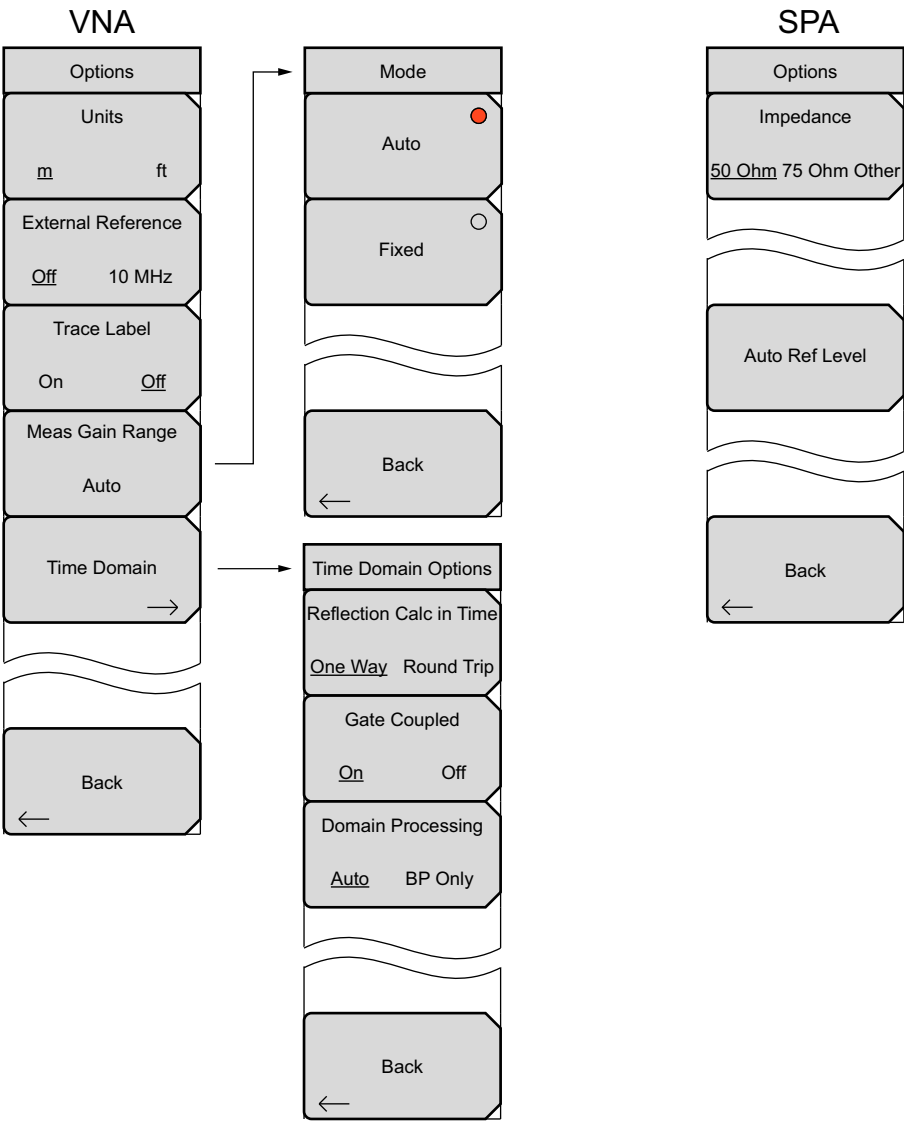 VNA
Options
Units
m ft
External Reference
Off 10 MHz
Trace Label
On Off
Meas Gain Range
Auto
Time Domain
Back
Mode
Auto
Fixed
Back
Time Domain Options
Reflection Calc in Time
One Way Round Trip
Gate Coupled
On Off
Domain Processing
Auto BP Only
Back
SPA
Options
Impedance
50 Ohm 75 Ohm Other
Auto Ref Level
Back